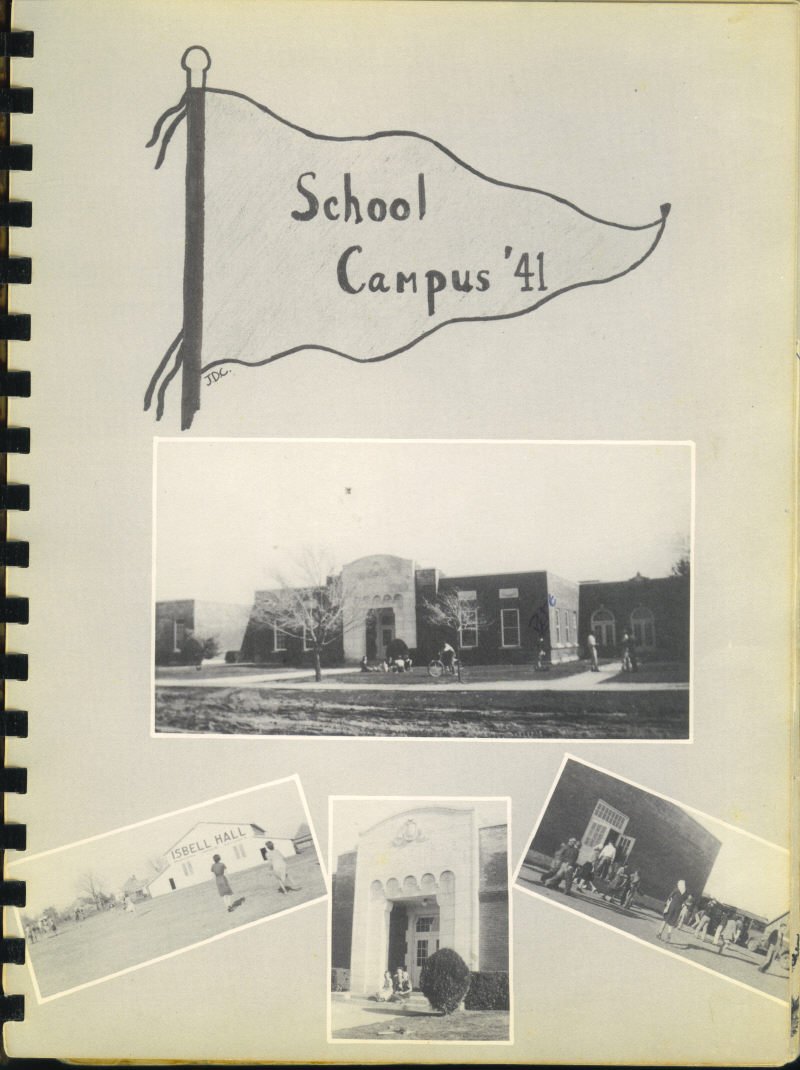 School
Campus '41
JDC.
ISBELL HALL